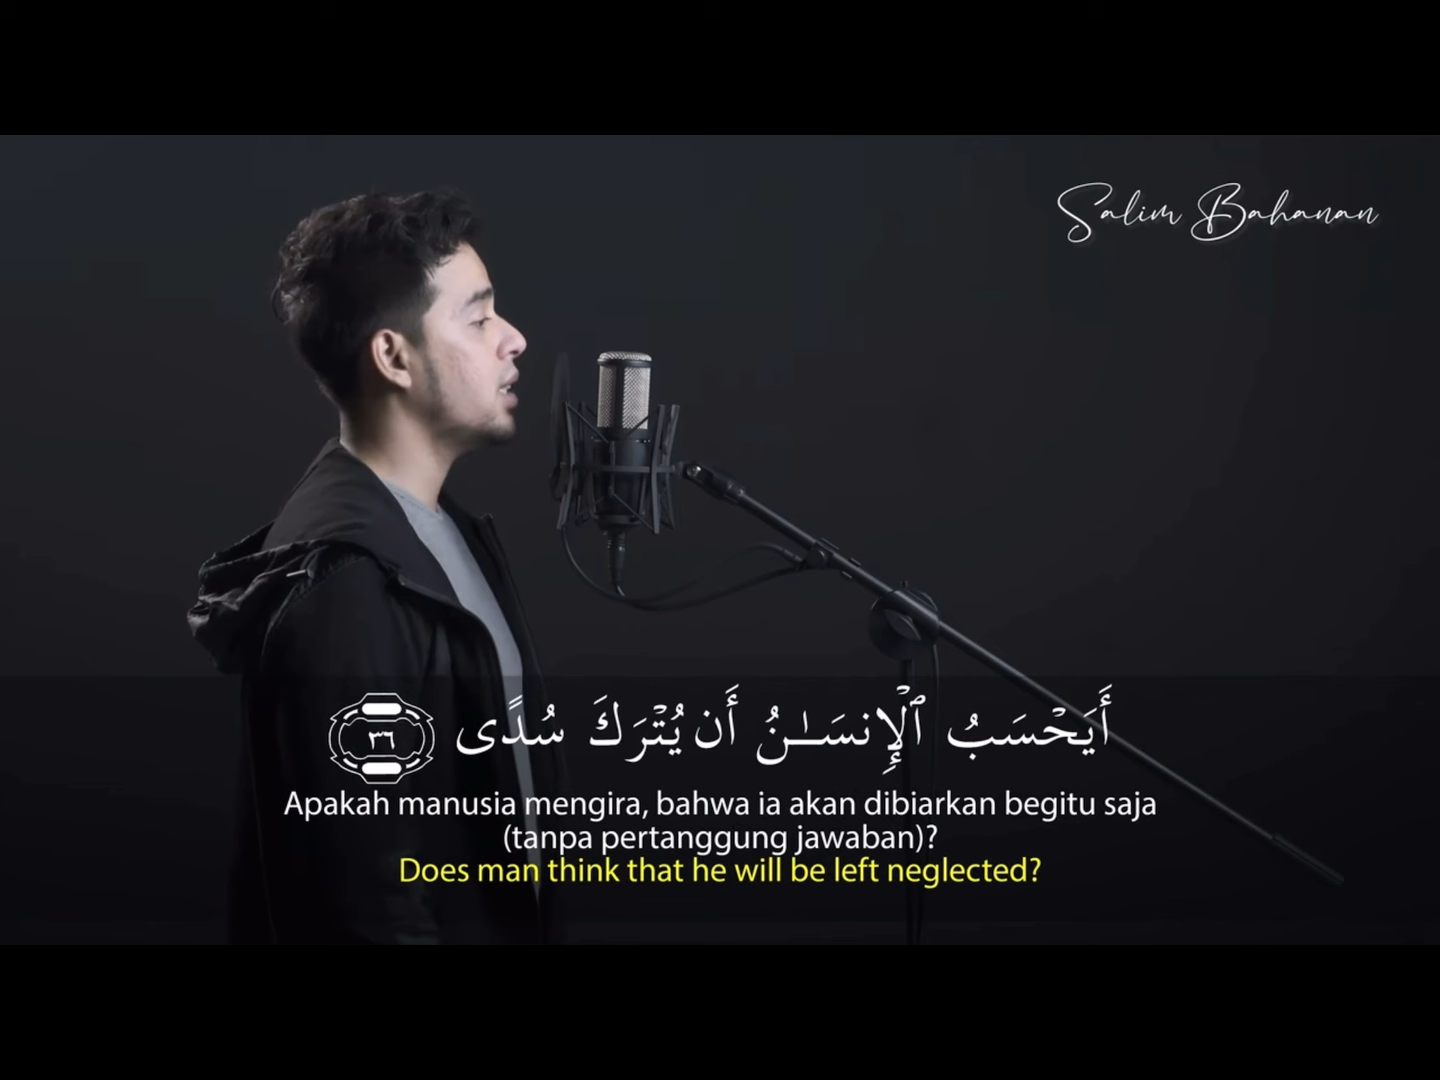 Salim Bahanan
أَيَحْسَبُ ٱلْإِنسَـٰنُ أَن يُتْرَكَ سُدًى ٣٦
Apakah manusia mengira, bahwa ia akan dibiarkan begitu saja
(tanpa pertanggung jawaban)?
Does man think that he will be left neglected?